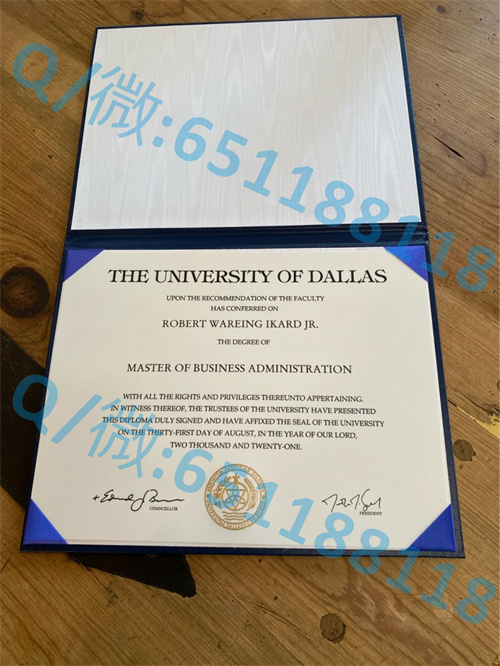 Q/微:651188118
THE UNIVERSITY OF DALLAS
UPON THE RECOMMENDATION OF THE FACULTY
HAS CONFERRED ON
ROBERT WAREING IKARD JR.
THE DEGREE OF
MASTER OF BUSINESS ADMINISTRATION
WITH ALL THE RIGHTS AND PRIVILEGES THEREUNTO APPERTAINING.
IN WITNESS THEREOF, THE TRUSTEES OF THE UNIVERSITY HAVE PRESENTED
THIS DIPLOMA DULY SIGNED AND HAVE AFFIXED THE SEAL OF THE UNIVERSITY
ON THE THIRTY-FIRST DAY OF AUGUST, IN THE YEAR OF OUR LORD,
TWO THOUSAND AND TWENTY-ONE.
Q/微:651188118
CHANCELLOR
PRESIDENT